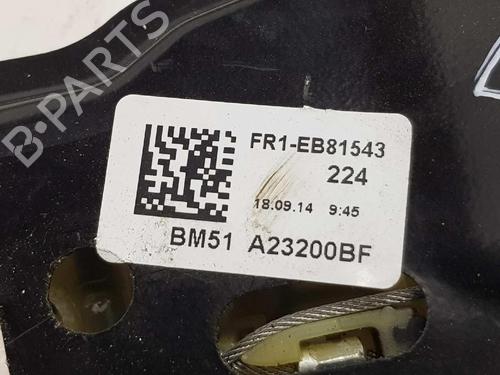 B-PARTS
FR1-EB81543
224
18.09.14 9:45
BM51 A23200BF